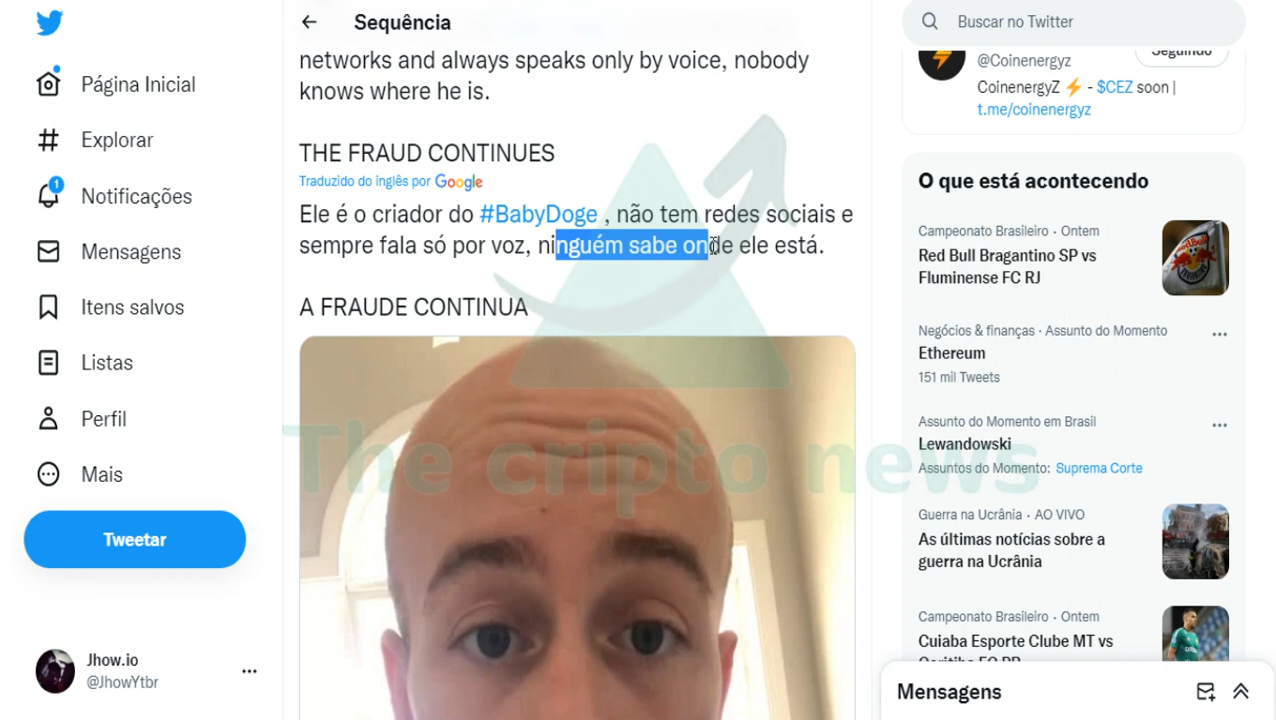 Sequência
networks and always speaks only by voice, nobody
knows where he is.
THE FRAUD CONTINUES
Traduzido do inglês por Google
Ele é o criador do #BabyDoge , não tem redes sociais e
sempre fala só por voz, ninguém sabe onde ele está.
A FRAUDE CONTINUA
The cripto news
Página Inicial
Explorar
1
Notificações
Mensagens
Itens salvos
Listas
Perfil
Mais
Tweetar
Jhow.io
@JhowYtbr
Buscar no Twitter
Seguindo
@Coinenergyz
CoinenergyZ ⚡ - $CEZ soon |
t.me/coinenergyz
O que está acontecendo
Campeonato Brasileiro · Ontem
Red Bull Bragantino SP vs
Fluminense FC RJ
Negócios & finanças · Assunto do Momento
Ethereum
151 mil Tweets
Assunto do Momento em Brasil
Lewandowski
Assuntos do Momento: Suprema Corte
Guerra na Ucrânia · AO VIVO
As últimas notícias sobre a
guerra na Ucrânia
Campeonato Brasileiro · Ontem
Cuiaba Esporte Clube MT vs
Coritiba FC PR
Mensagens